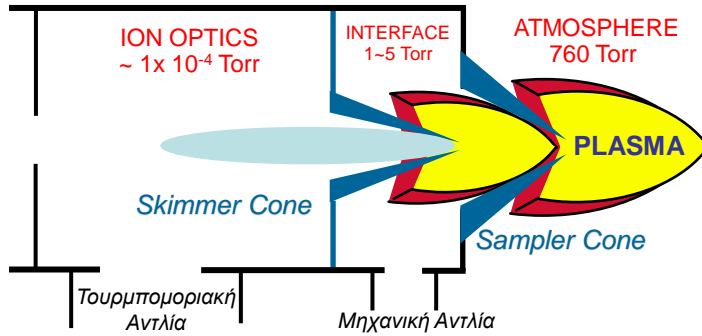 ION OPTICS
~ 1x 10⁻⁴ Torr
INTERFACE
1~5 Torr
ATMOSPHERE
760 Torr
PLASMA
Skimmer Cone
Sampler Cone
Τουρμπομοριακή
Αντλία
Μηχανική Αντλία